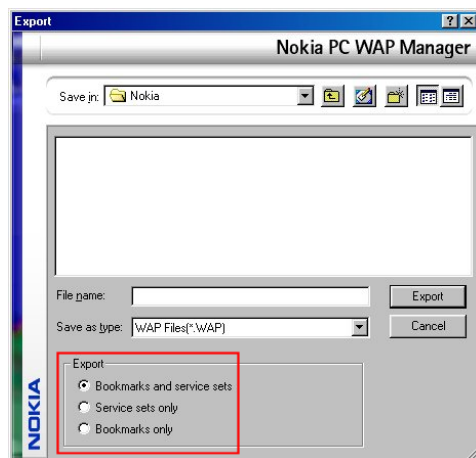 Export
Nokia PC WAP Manager
Save in: Nokia
File name:
Export
Save as type: WAP Files(*.WAP)
Cancel
Export
Bookmarks and service sets
Service sets only
Bookmarks only
NOKIA